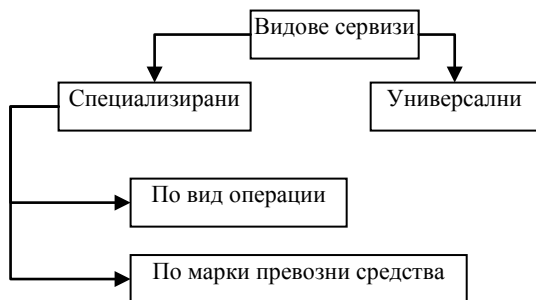 Видове сервизи
Специализирани
Универсални
По вид операции
По марки превозни средства